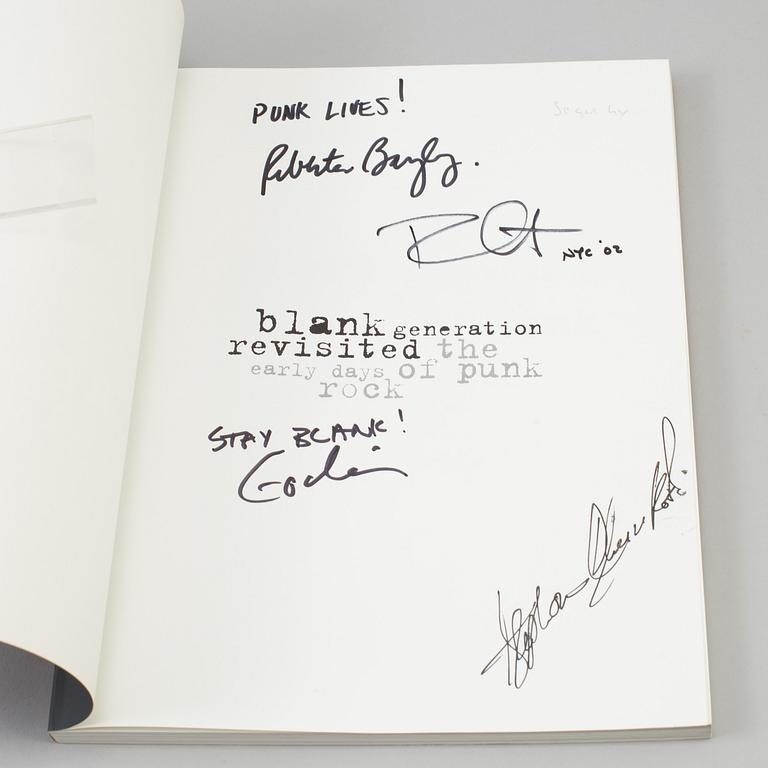 PUNK LIVES!
Roberta Bayley.
NYC '02
blank generation
revisited the
early days of punk
rock
STAY BLANK!
Godlis